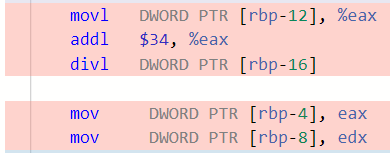 movl DWORD PTR [rbp-12], %eax
addl $34, %eax
divl DWORD PTR [rbp-16]
mov DWORD PTR [rbp-4], eax
mov DWORD PTR [rbp-8], edx